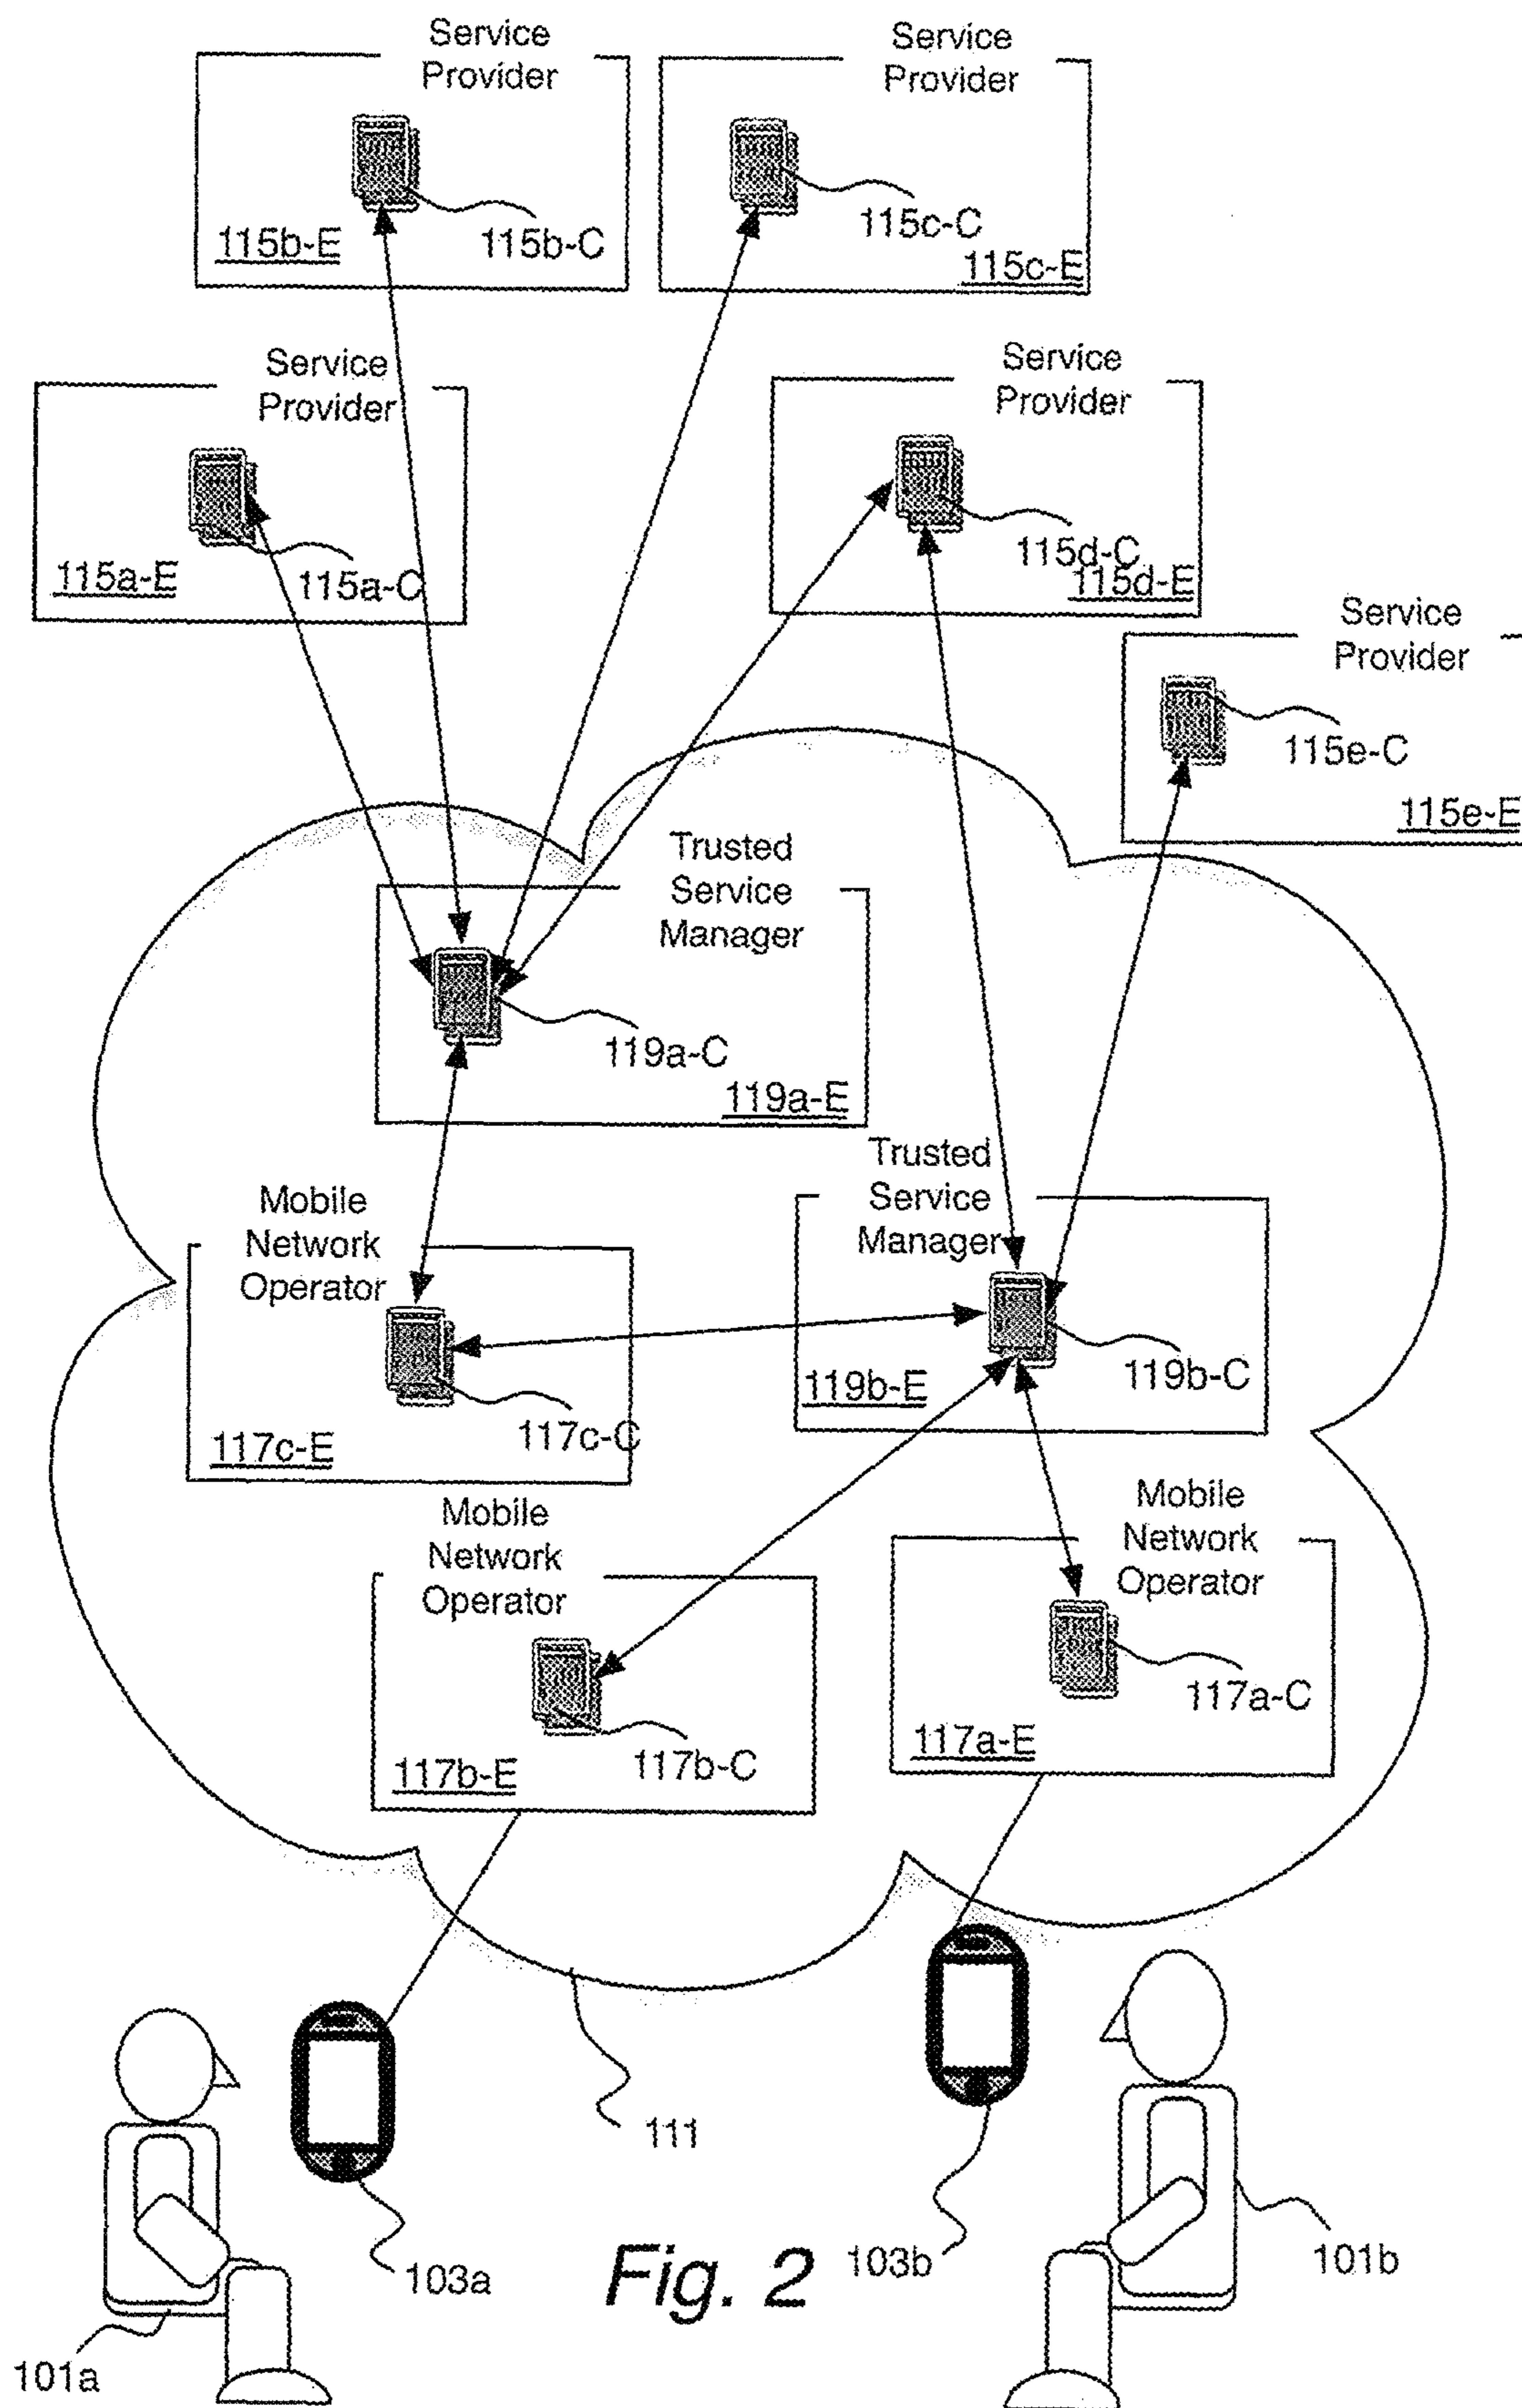 Service
Provider
115b-E
115b-C
Service
Provider
115c-C
115c-E
Service
Provider
115a-E
115a-C
Service
Provider
115d-C
115d-E
Service
Provider
115e-C
115e-E
Trusted
Service
Manager
119a-C
119a-E
Trusted
Service
Manager
119b-E
119b-C
Mobile
Network
Operator
117c-E
117c-C
Mobile
Network
Operator
117b-E
117b-C
Mobile
Network
Operator
117a-C
117a-E
111
103a
103b
101b
101a
Fig. 2